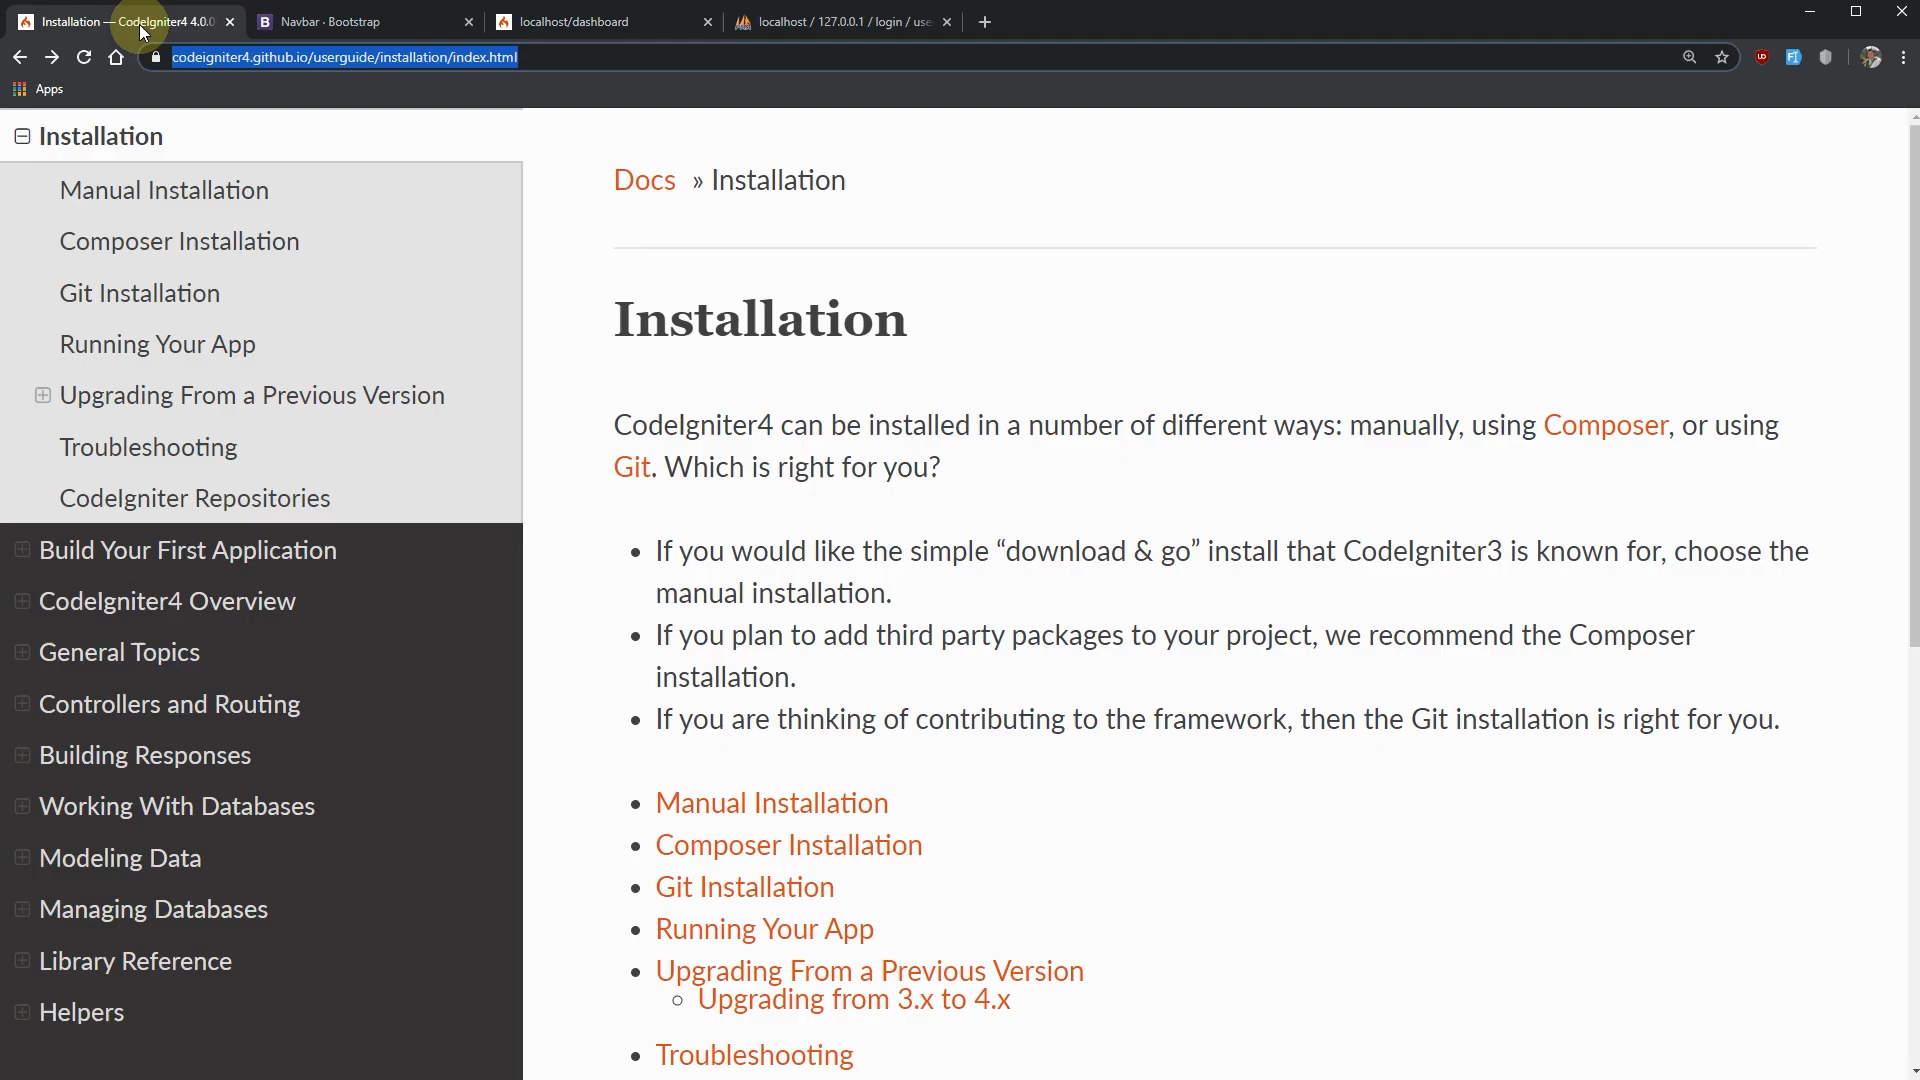 Installation — CodeIgniter4 4.0.0
Navbar · Bootstrap
localhost/dashboard
localhost / 127.0.0.1 / login / use
codeigniter4.github.io/userguide/installation/index.html
Apps
Installation
Manual Installation
Composer Installation
Git Installation
Running Your App
Upgrading From a Previous Version
Troubleshooting
CodeIgniter Repositories
Build Your First Application
CodeIgniter4 Overview
General Topics
Controllers and Routing
Building Responses
Working With Databases
Modeling Data
Managing Databases
Library Reference
Helpers
Docs » Installation
Installation
CodeIgniter4 can be installed in a number of different ways: manually, using Composer, or using
Git. Which is right for you?
• If you would like the simple “download & go” install that CodeIgniter3 is known for, choose the
manual installation.
• If you plan to add third party packages to your project, we recommend the Composer
installation.
• If you are thinking of contributing to the framework, then the Git installation is right for you.
• Manual Installation
• Composer Installation
• Git Installation
• Running Your App
• Upgrading From a Previous Version
○ Upgrading from 3.x to 4.x
• Troubleshooting